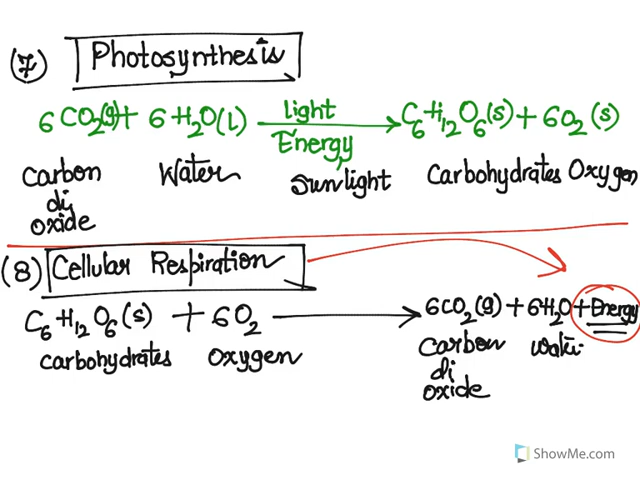 (7) Photosynthesis
6CO₂(g) + 6H₂O(l) light Energy → C₆H₁₂O₆(s) + 6O₂(s)
Carbon di oxide Water Sunlight Carbohydrates Oxygen
(8) Cellular Respiration
C₆H₁₂O₆(s) + 6O₂ → 6CO₂(g) + 6H₂O + Energy
carbohydrates oxygen Carbon di oxide water
ShowMe.com